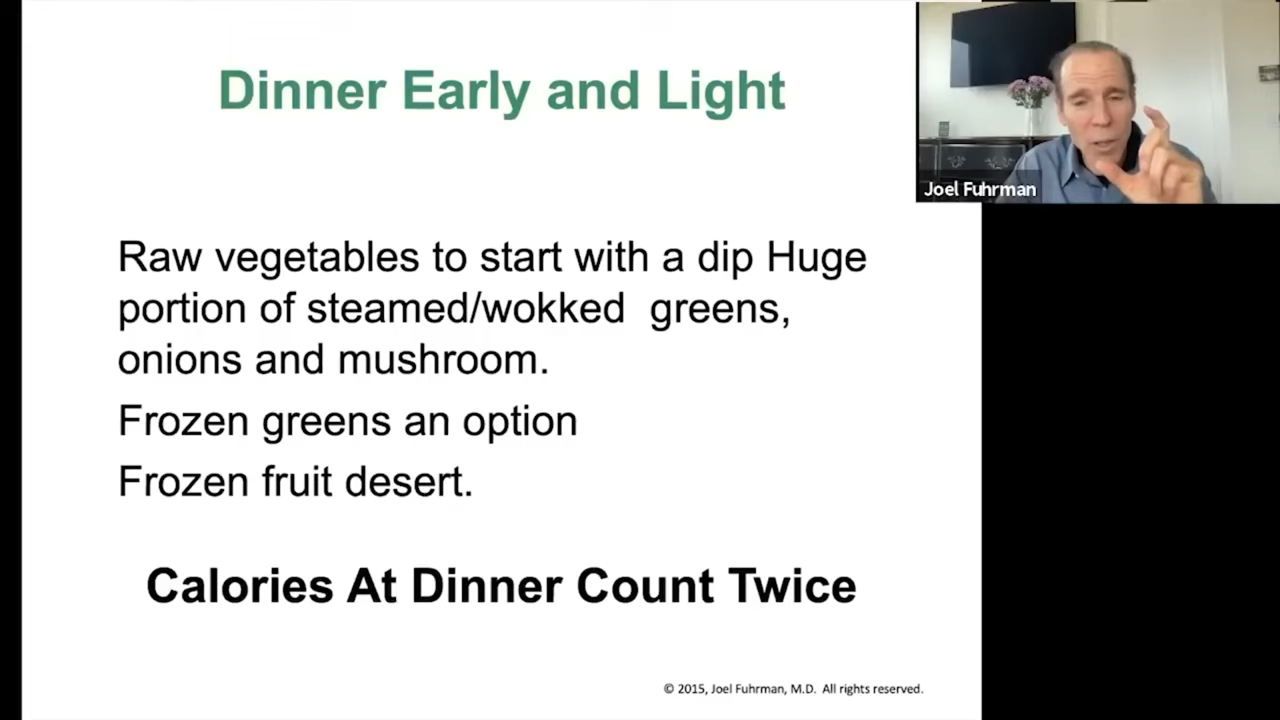 Dinner Early and Light
Joel Fuhrman
Raw vegetables to start with a dip Huge
portion of steamed/wokked  greens,
onions and mushroom.
Frozen greens an option
Frozen fruit desert.
Calories At Dinner Count Twice
© 2015, Joel Fuhrman, M.D.  All rights reserved.